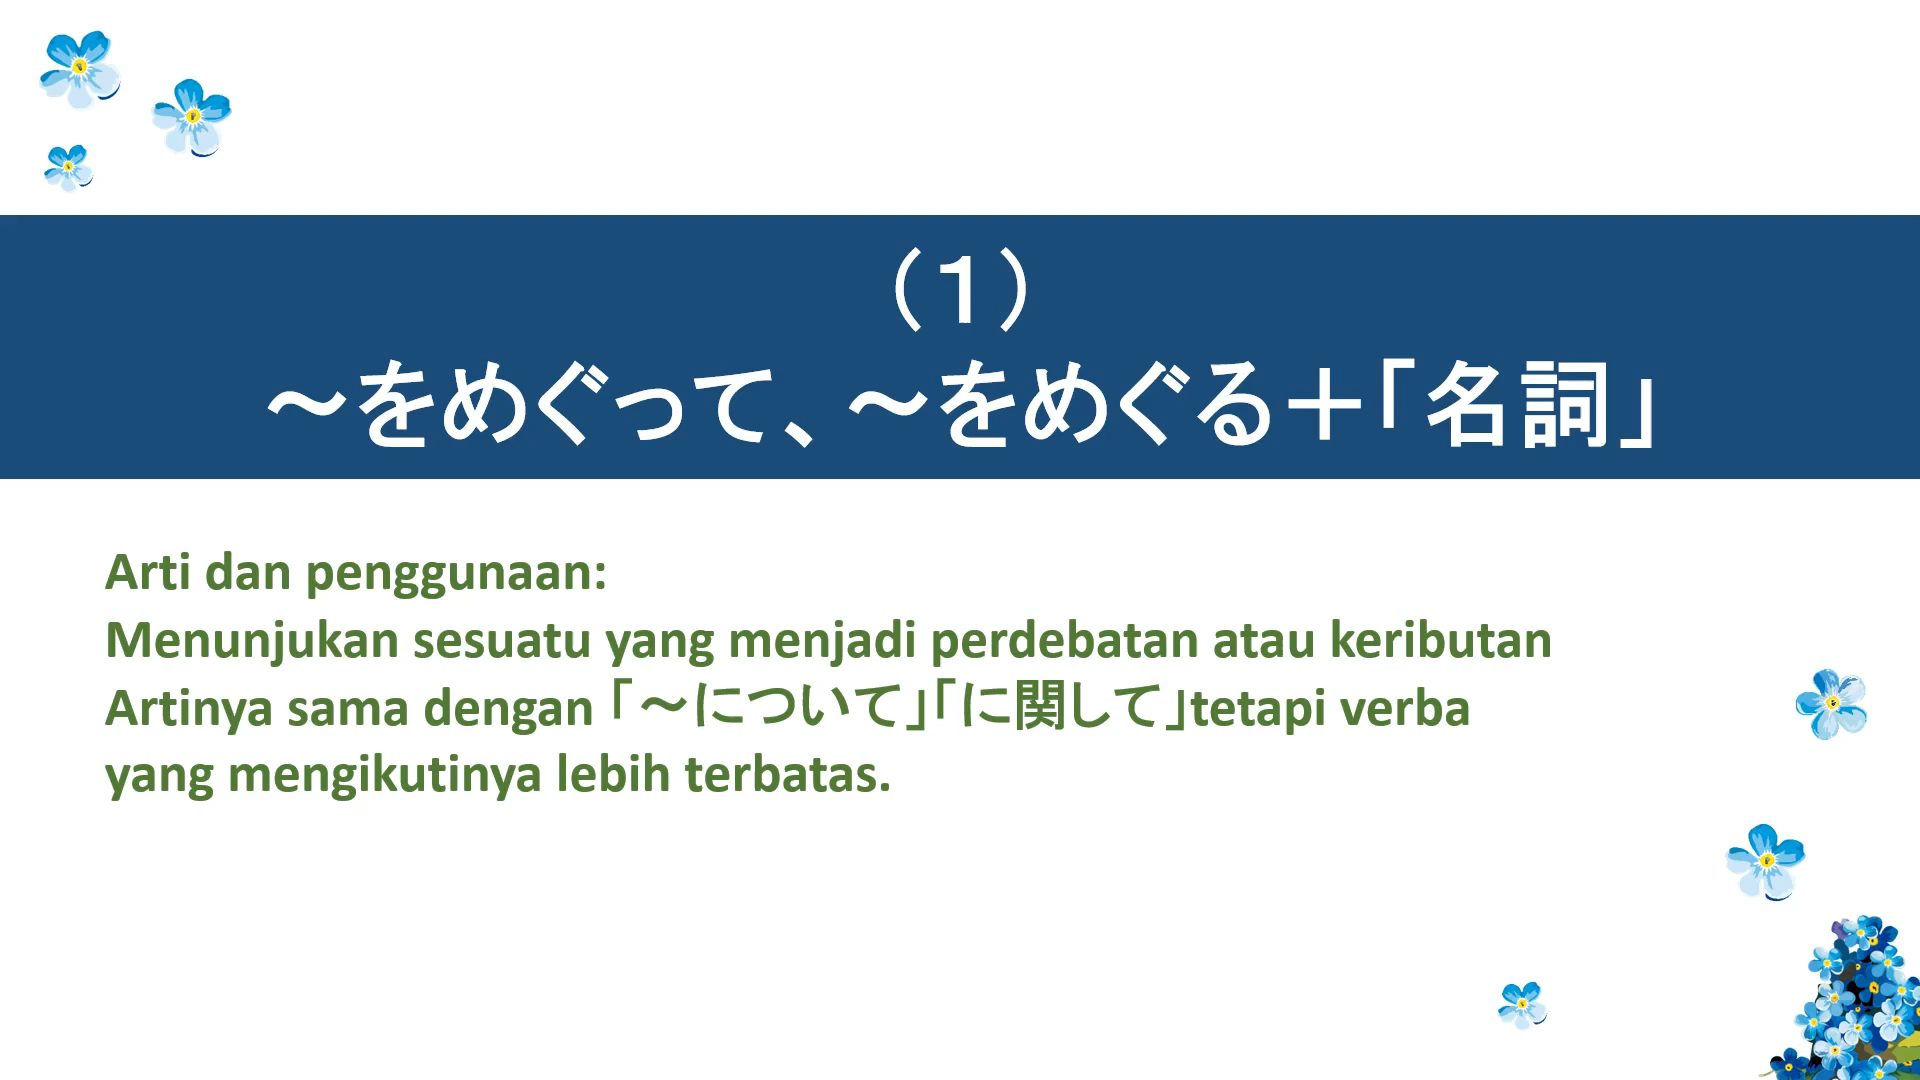 （１）
～をめぐって、～をめぐる＋「名詞」
Arti dan penggunaan:
Menunjukan sesuatu yang menjadi perdebatan atau keributan
Artinya sama dengan 「～について」「に関して」tetapi verba
yang mengikutinya lebih terbatas.